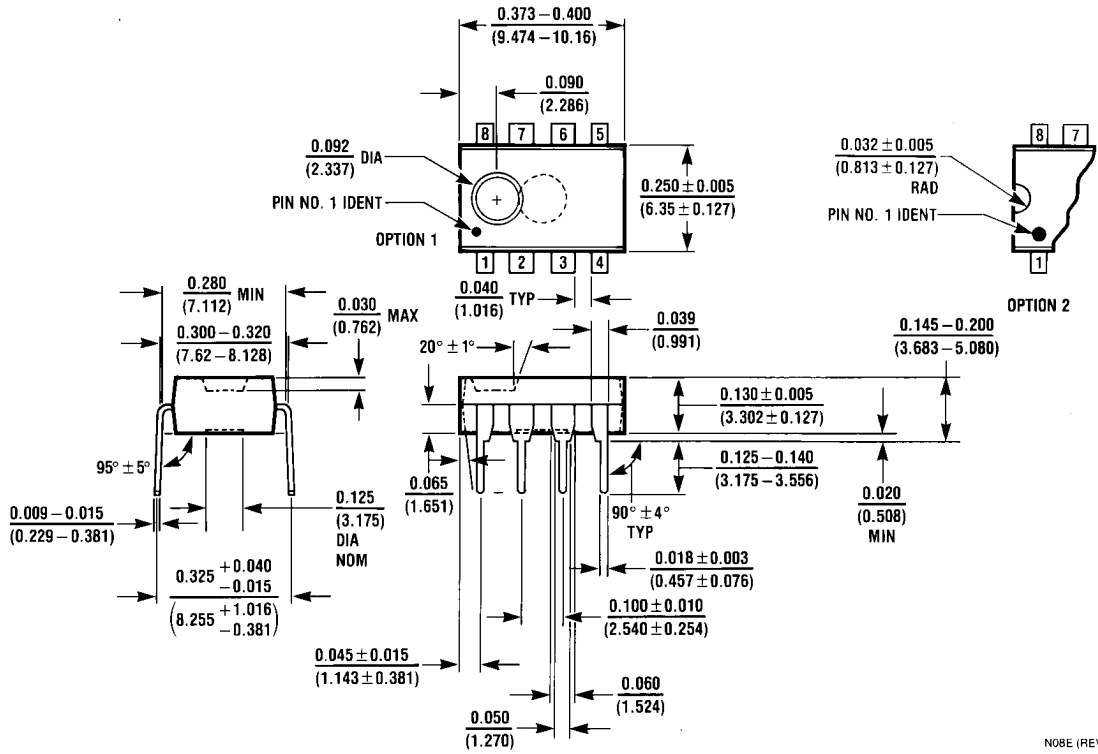 0.373 – 0.400
(9.474 – 10.16)
0.090
(2.286)
8 7 6 5
0.092 DIA
(2.337)
PIN NO. 1 IDENT
OPTION 1
0.250 ± 0.005
(6.35 ± 0.127)
1 2 3 4
8 7
0.032 ± 0.005
(0.813 ± 0.127)
RAD
PIN NO. 1 IDENT
1
OPTION 2
0.280 MIN
(7.112)
0.300 – 0.320
(7.62 – 8.128)
0.030 MAX
(0.762)
0.040 TYP
(1.016)
0.039
(0.991)
20° ± 1°
0.145 – 0.200
(3.683 – 5.080)
0.130 ± 0.005
(3.302 ± 0.127)
0.125 – 0.140
(3.175 – 3.556)
0.020
(0.508)
MIN
95° ± 5°
0.009 – 0.015
(0.229 – 0.381)
0.125
(3.175)
DIA
NOM
0.065
(1.651)
90° ± 4°
TYP
0.325 +0.040
-0.015
(8.255 +1.016
-0.381)
0.018 ± 0.003
(0.457 ± 0.076)
0.100 ± 0.010
(2.540 ± 0.254)
0.045 ± 0.015
(1.143 ± 0.381)
0.060
(1.524)
0.050
(1.270)
N08E (RE